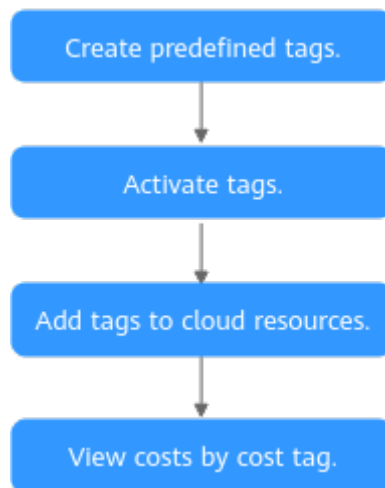 Create predefined tags.
Activate tags.
Add tags to cloud resources.
View costs by cost tag.